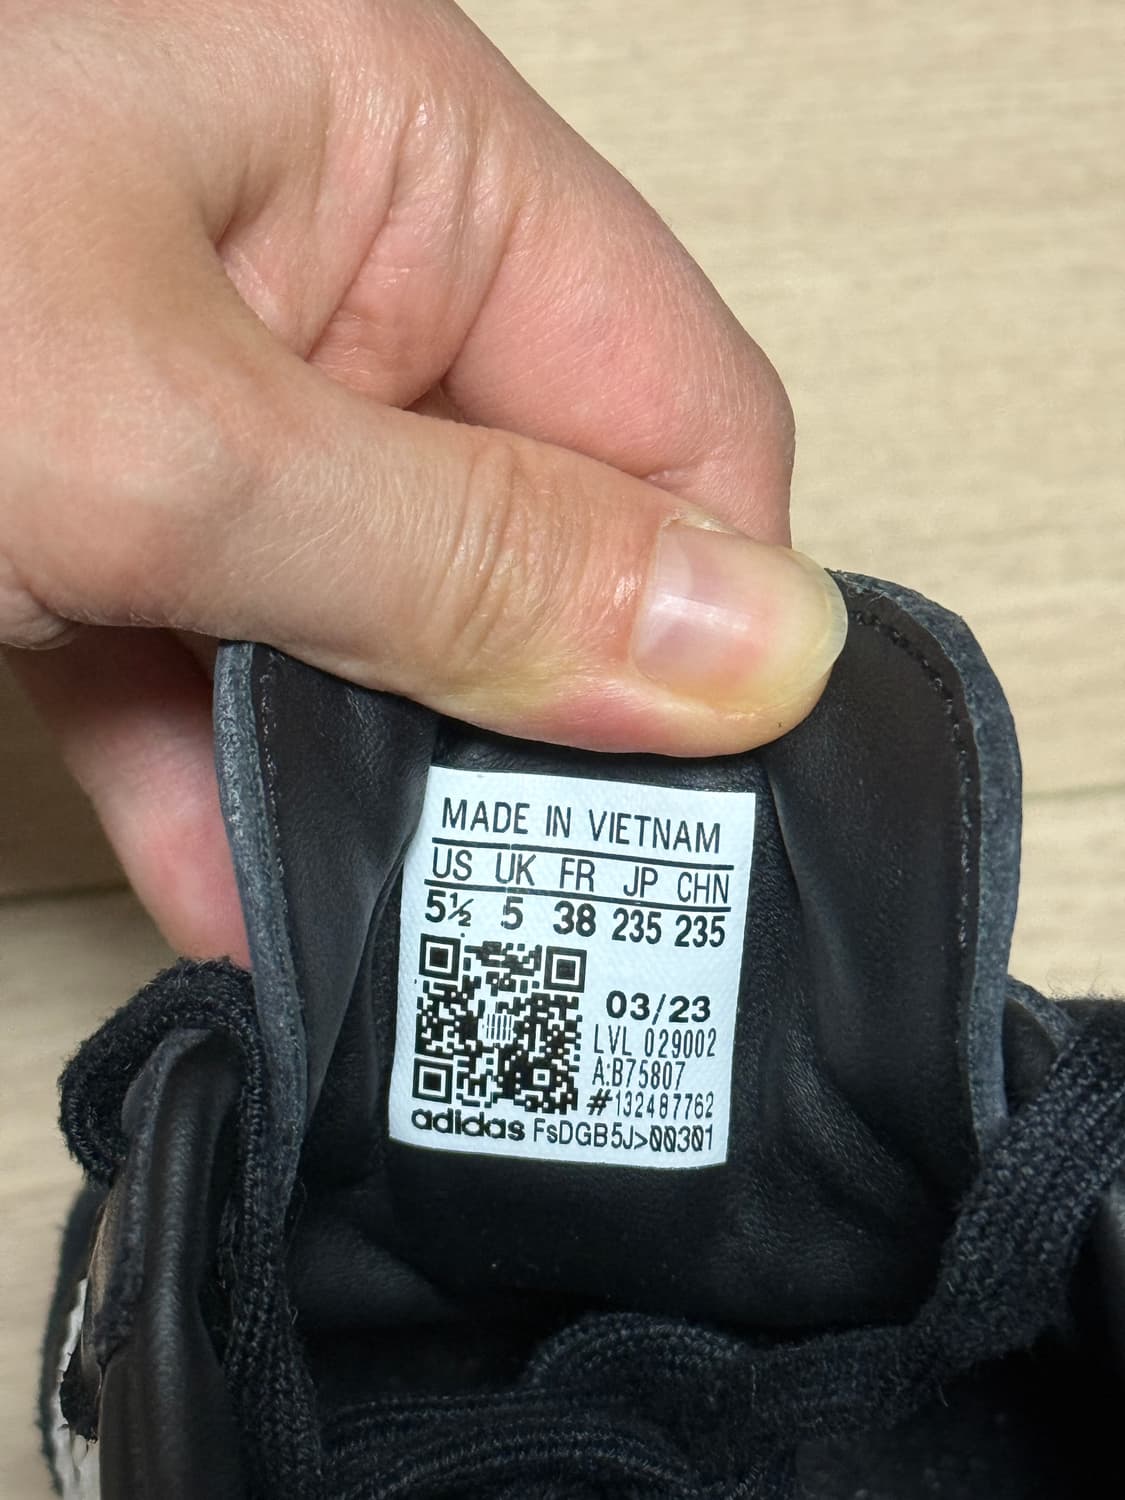 MADE IN VIETNAM
US UK FR JP CHN
5½ 5 38 235 235
03/23
LVL 029002
A:B75807
#132487762
adidas FsDGB5J>00301